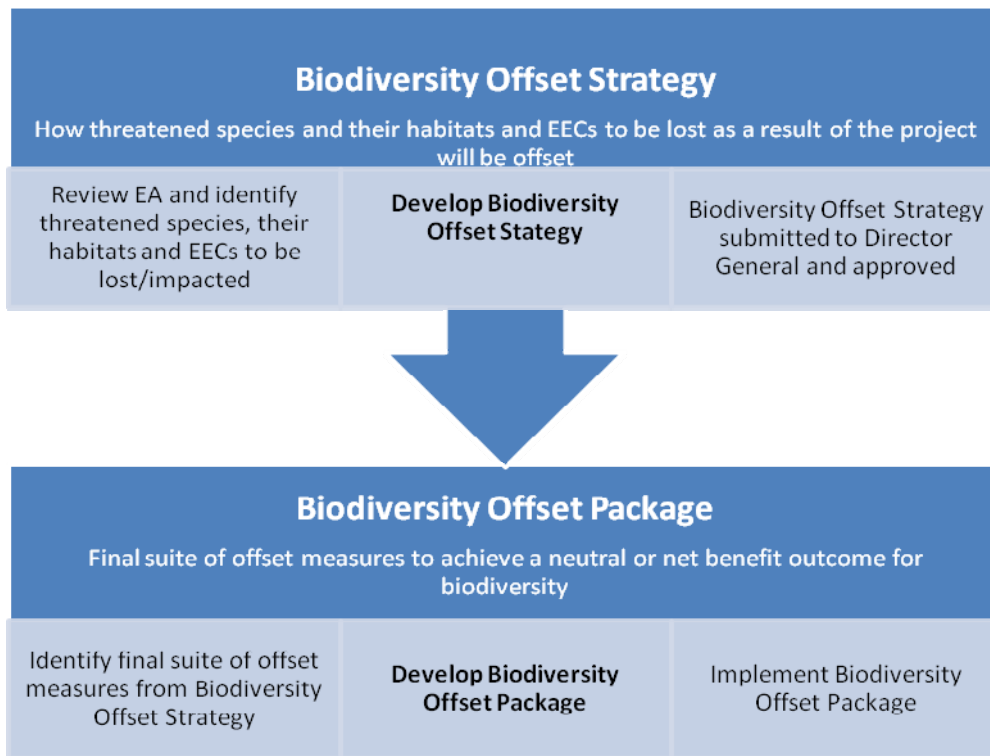 Biodiversity Offset Strategy
How threatened species and their habitats and EECs to be lost as a result of the project
will be offset
Review EA and identify
threatened species, their
habitats and EECs to be
lost/impacted
Develop Biodiversity
Offset Stategy
Biodiversity Offset Strategy
submitted to Director
General and approved
Biodiversity Offset Package
Final suite of offset measures to achieve a neutral or net benefit outcome for
biodiversity
Identify final suite of offset
measures from Biodiversity
Offset Strategy
Develop Biodiversity
Offset Package
Implement Biodiversity
Offset Package